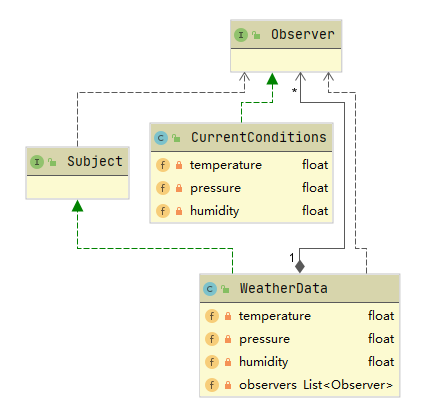 I Observer
*
C CurrentConditions
f temperature float
f pressure float
f humidity float
I Subject
1
C WeatherData
f temperature float
f pressure float
f humidity float
f observers List<Observer>